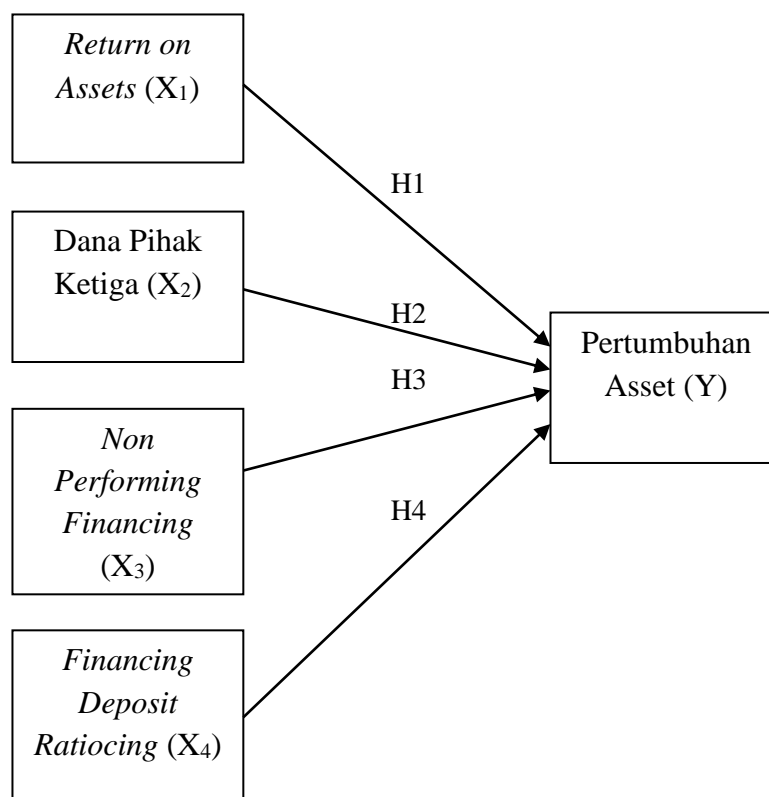 Return on
Assets (X₁)
H1
Dana Pihak
Ketiga (X₂)
H2
Pertumbuhan
Asset (Y)
H3
Non
Performing
Financing
(X₃)
H4
Financing
Deposit
Ratiocing (X₄)